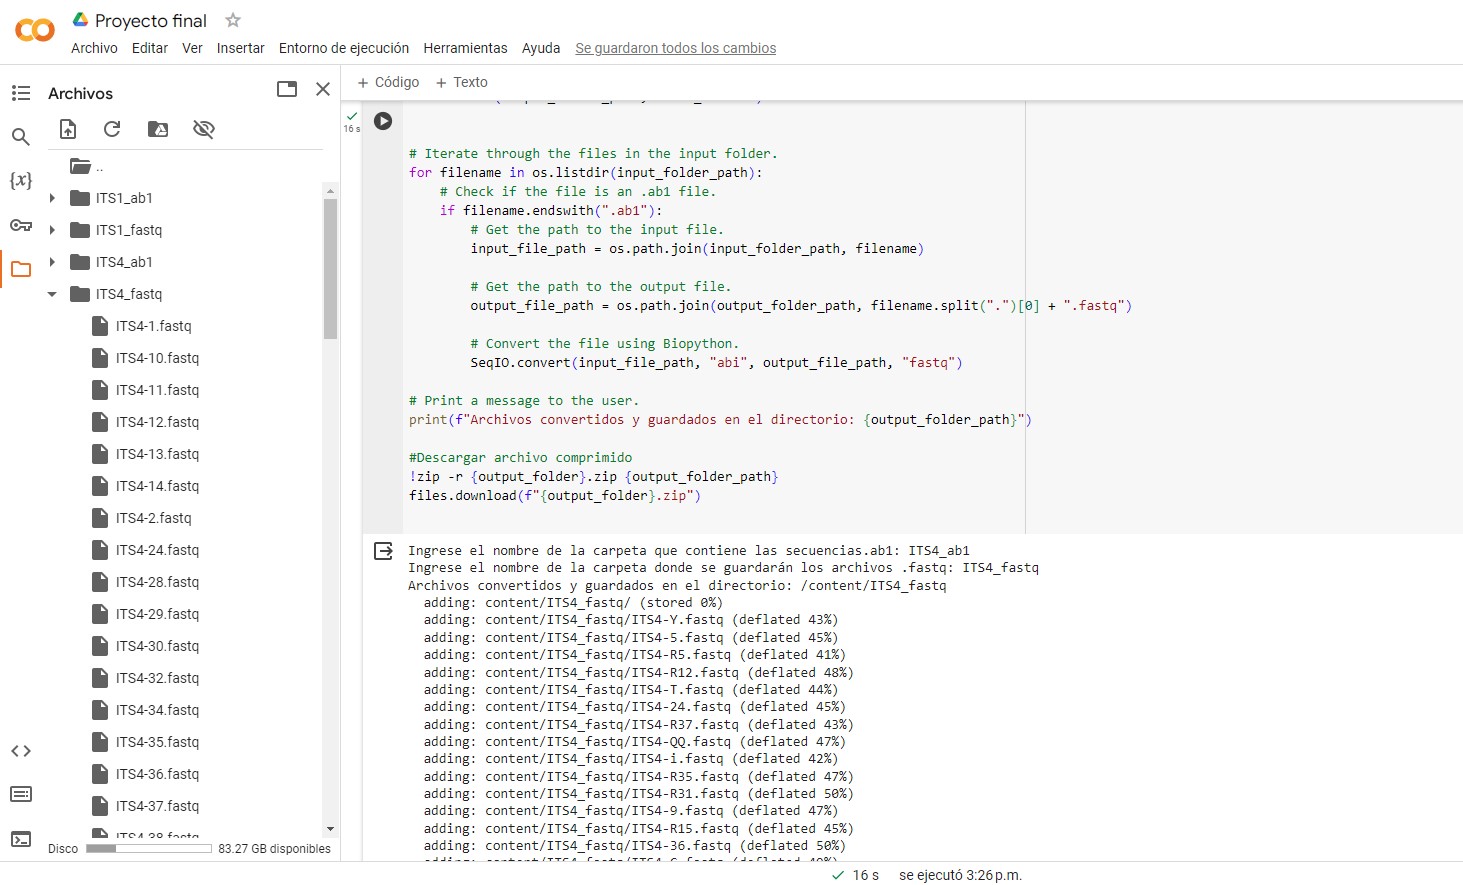 Proyecto final
Archivo Editar Ver Insertar Entorno de ejecución Herramientas Ayuda Se guardaron todos los cambios
Archivos
+ Código + Texto
..
ITS1_ab1
ITS1_fastq
ITS4_ab1
ITS4_fastq
ITS4-1.fastq
ITS4-10.fastq
ITS4-11.fastq
ITS4-12.fastq
ITS4-13.fastq
ITS4-14.fastq
ITS4-2.fastq
ITS4-24.fastq
ITS4-28.fastq
ITS4-29.fastq
ITS4-30.fastq
ITS4-32.fastq
ITS4-34.fastq
ITS4-35.fastq
ITS4-36.fastq
ITS4-37.fastq
ITS4-38.fastq
Disco 83.27 GB disponibles
{x}
16 s
# Iterate through the files in the input folder.
for filename in os.listdir(input_folder_path):
# Check if the file is an .ab1 file.
if filename.endswith(".ab1"):
# Get the path to the input file.
input_file_path = os.path.join(input_folder_path, filename)
# Get the path to the output file.
output_file_path = os.path.join(output_folder_path, filename.split(".")[0] + ".fastq")
# Convert the file using Biopython.
SeqIO.convert(input_file_path, "abi", output_file_path, "fastq")
# Print a message to the user.
print(f"Archivos convertidos y guardados en el directorio: {output_folder_path}")
#Descargar archivo comprimido
!zip -r {output_folder}.zip {output_folder_path}
files.download(f"{output_folder}.zip")
Ingrese el nombre de la carpeta que contiene las secuencias.ab1: ITS4_ab1
Ingrese el nombre de la carpeta donde se guardarán los archivos .fastq: ITS4_fastq
Archivos convertidos y guardados en el directorio: /content/ITS4_fastq
adding: content/ITS4_fastq/ (stored 0%)
adding: content/ITS4_fastq/ITS4-Y.fastq (deflated 43%)
adding: content/ITS4_fastq/ITS4-5.fastq (deflated 45%)
adding: content/ITS4_fastq/ITS4-R5.fastq (deflated 41%)
adding: content/ITS4_fastq/ITS4-R12.fastq (deflated 48%)
adding: content/ITS4_fastq/ITS4-T.fastq (deflated 44%)
adding: content/ITS4_fastq/ITS4-24.fastq (deflated 45%)
adding: content/ITS4_fastq/ITS4-R37.fastq (deflated 43%)
adding: content/ITS4_fastq/ITS4-QQ.fastq (deflated 47%)
adding: content/ITS4_fastq/ITS4-i.fastq (deflated 42%)
adding: content/ITS4_fastq/ITS4-R35.fastq (deflated 47%)
adding: content/ITS4_fastq/ITS4-R31.fastq (deflated 50%)
adding: content/ITS4_fastq/ITS4-9.fastq (deflated 47%)
adding: content/ITS4_fastq/ITS4-R15.fastq (deflated 45%)
adding: content/ITS4_fastq/ITS4-36.fastq (deflated 50%)
16 s se ejecutó 3:26 p.m.